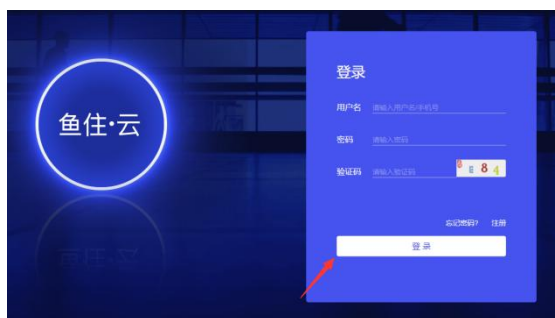 鱼住·云
登录
用户名 请输入用户名/手机号
密码 请输入密码
验证码 请输入验证码
8 4
忘记密码? 注册
登录